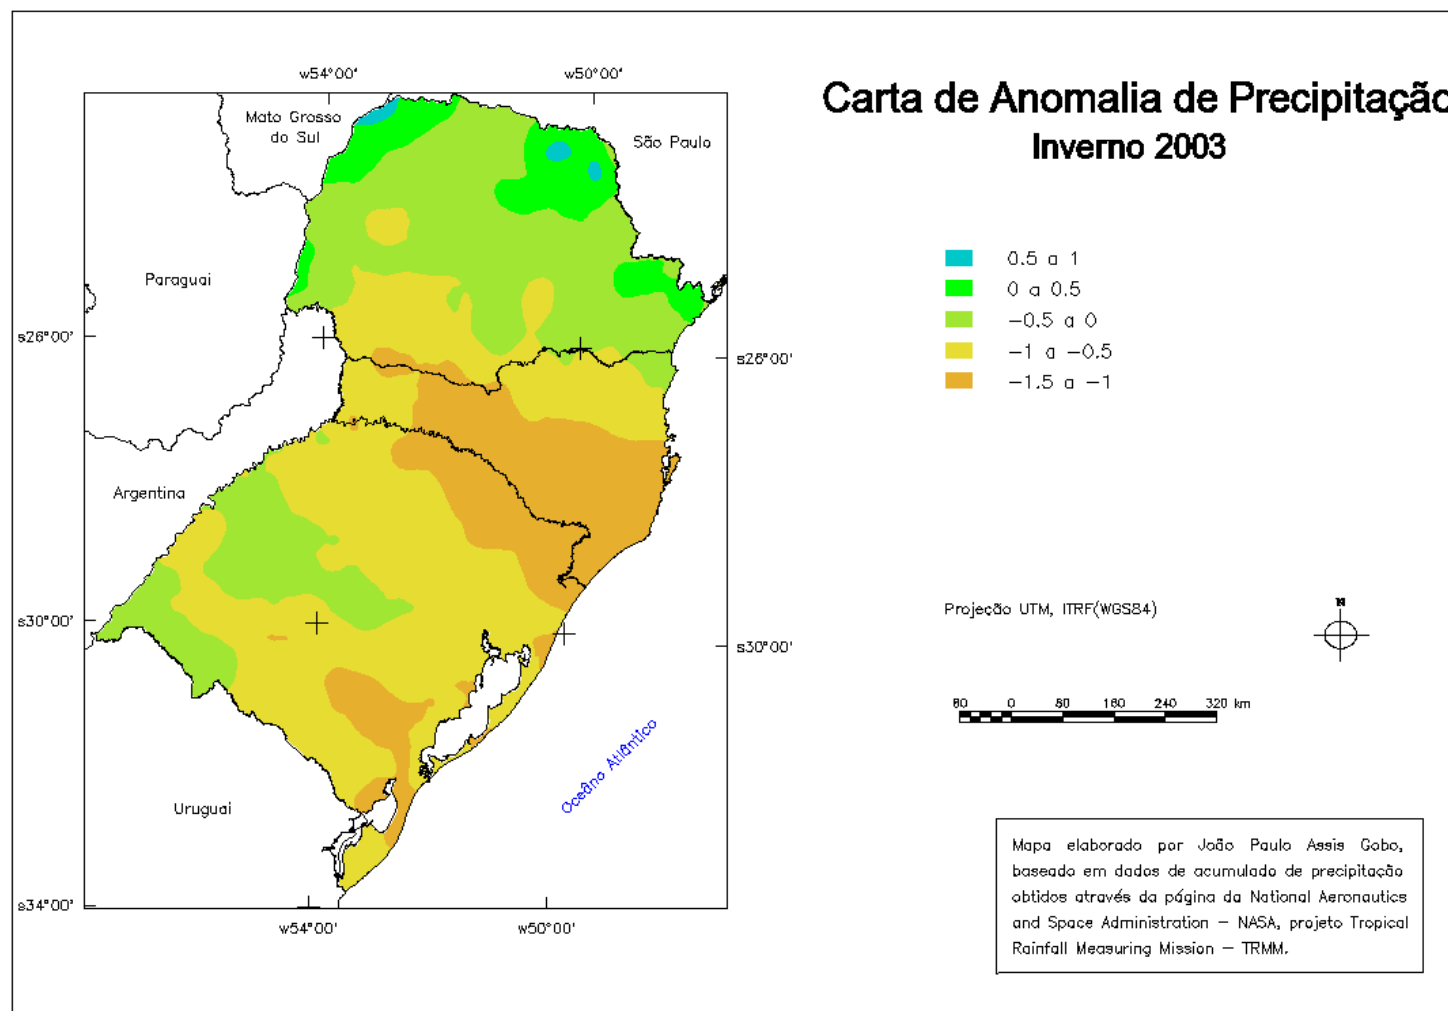 w54°00'
w50°00'
Carta de Anomalia de Precipitação
Inverno 2003
Mato Grosso
do Sul
São Paulo
Paraguai
0.5 a 1
0 a 0.5
-0.5 a 0
-1 a -0.5
-1.5 a -1
s26°00'
s26°00'
Argentina
s30°00'
s30°00'
Projeção UTM, ITRF(WGS84)
N
80 0 80 160 240 320 km
Oceâno Atlântico
Uruguai
Mapa elaborado por João Paulo Assis Gobo,
baseado em dados de acumulado de precipitação
obtidos através da página da National Aeronautics
and Space Administration - NASA, projeto Tropical
Rainfall Measuring Mission - TRMM.
s34°00'
w54°00'
w50°00'